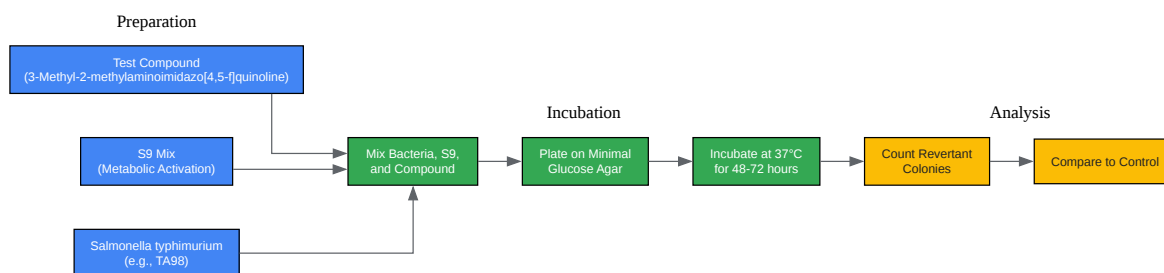 Preparation
Test Compound
(3-Methyl-2-methylaminoimidazo[4,5-f]quinoline)
S9 Mix
(Metabolic Activation)
Salmonella typhimurium
(e.g., TA98)
Incubation
Mix Bacteria, S9,
and Compound
Plate on Minimal
Glucose Agar
Incubate at 37°C
for 48-72 hours
Analysis
Count Revertant
Colonies
Compare to Control